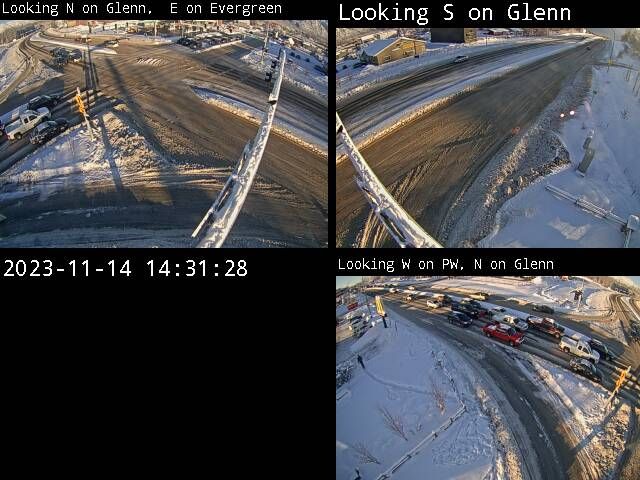 Looking N on Glenn,  E on Evergreen
Looking S on Glenn
2023-11-14 14:31:28
Looking W on PW, N on Glenn